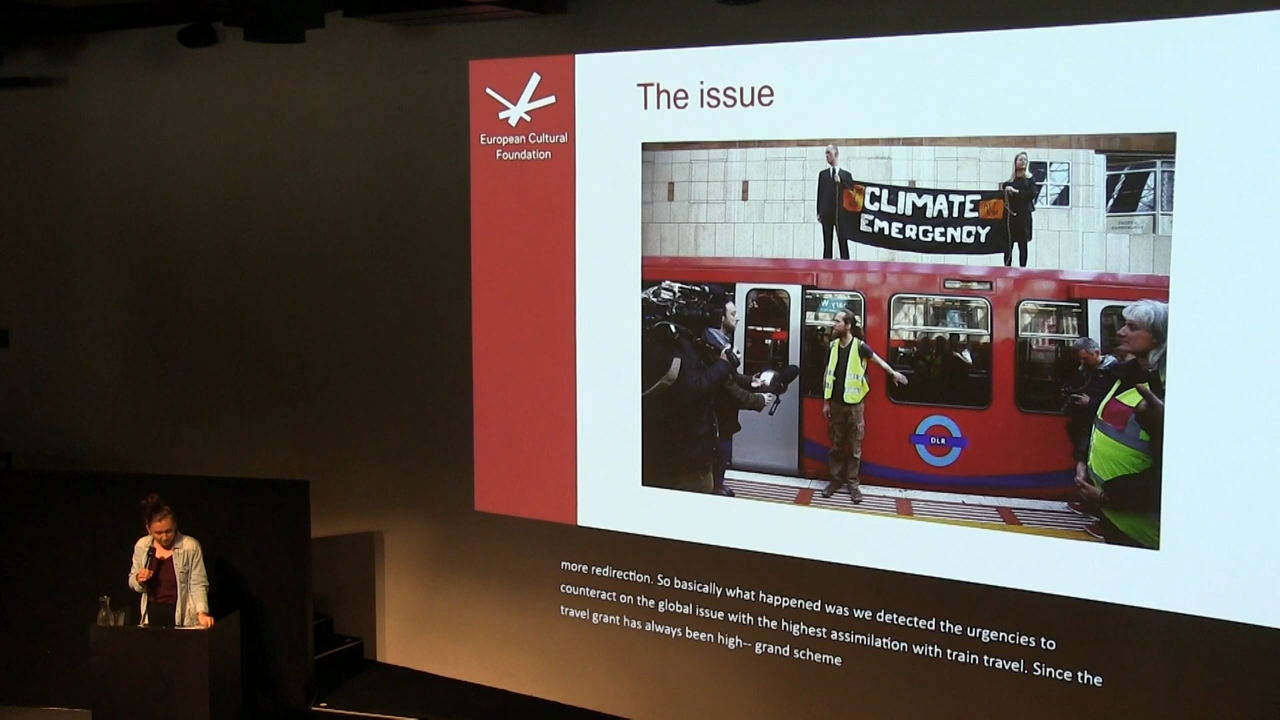 The issue
European Cultural
Foundation
CLIMATE
EMERGENCY
DLR
more redirection. So basically what happened was we detected the urgencies to
counteract on the global issue with the highest assimilation with train travel. Since the
travel grant has always been high-- grand scheme